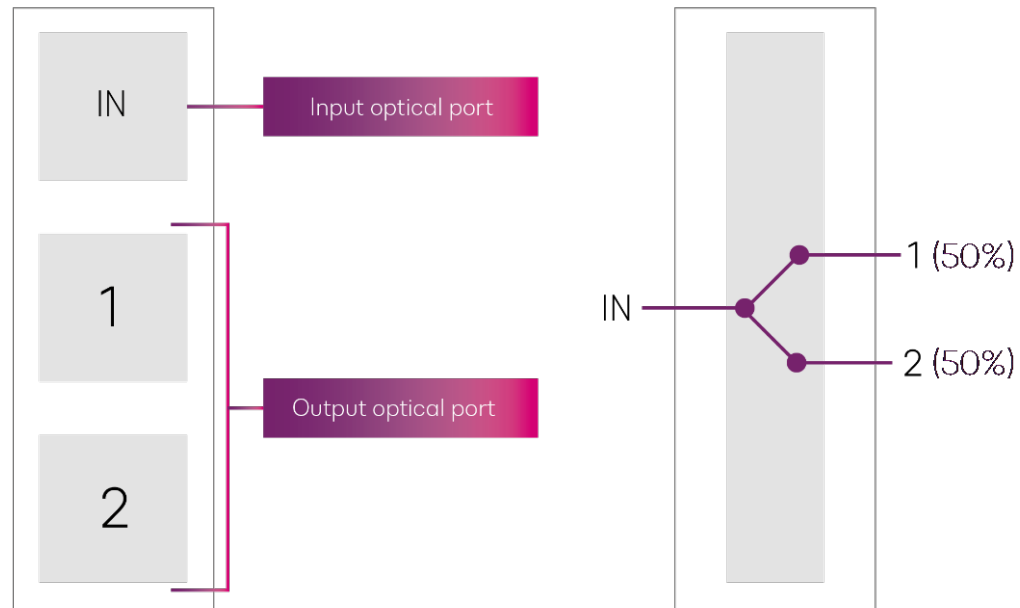 IN
Input optical port
1
Output optical port
2
IN
1 (50%)
2 (50%)